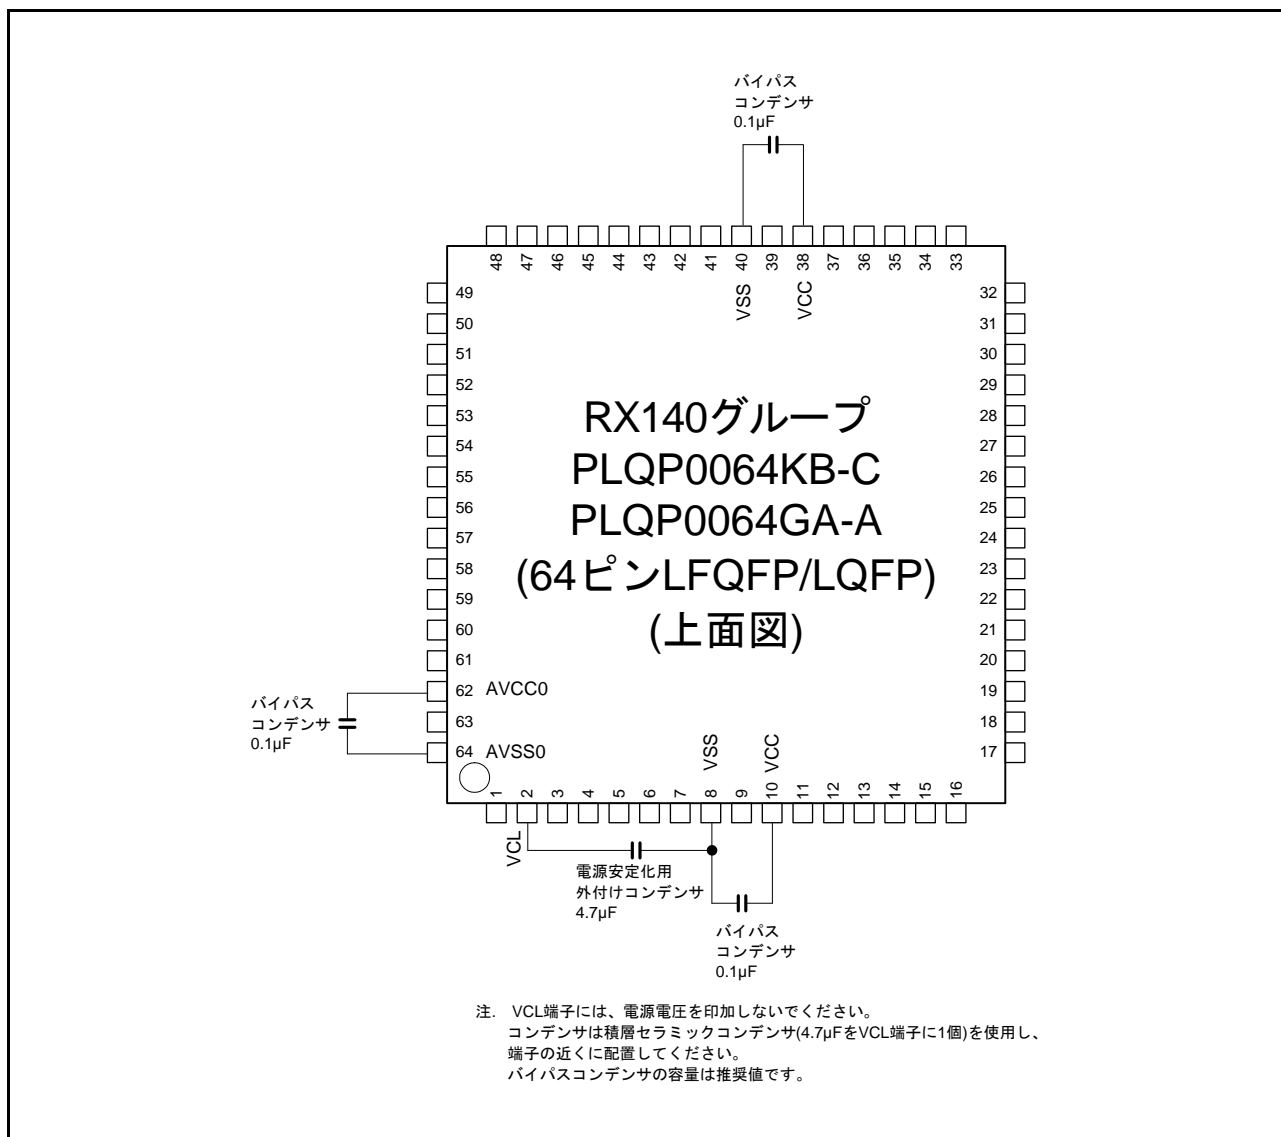 バイパス
コンデンサ
0.1µF
48 47 46 45 44 43 42 41 40 39 38 37 36 35 34 33
VSS VCC
49
50
51
52
53
54
55
56
57
58
59
60
61
62 AVCC0
63
64 AVSS0
32
31
30
29
28
27
26
25
24
23
22
21
20
19
18
17
RX140グループ
PLQP0064KB-C
PLQP0064GA-A
(64ピンLFQFP/LQFP)
(上面図)
バイパス
コンデンサ
0.1µF
VSS VCC
1 2 3 4 5 6 7 8 9 10 11 12 13 14 15 16
VCL
電源安定化用
外付けコンデンサ
4.7µF
バイパス
コンデンサ
0.1µF
注. VCL端子には、電源電圧を印加しないでください。
コンデンサは積層セラミックコンデンサ(4.7µFをVCL端子に1個)を使用し、
端子の近くに配置してください。
バイパスコンデンサの容量は推奨値です。